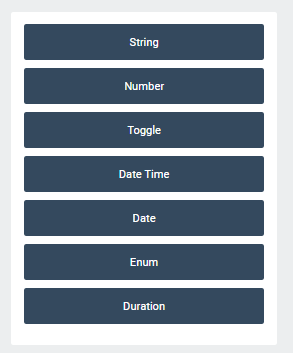 String
Number
Toggle
Date Time
Date
Enum
Duration